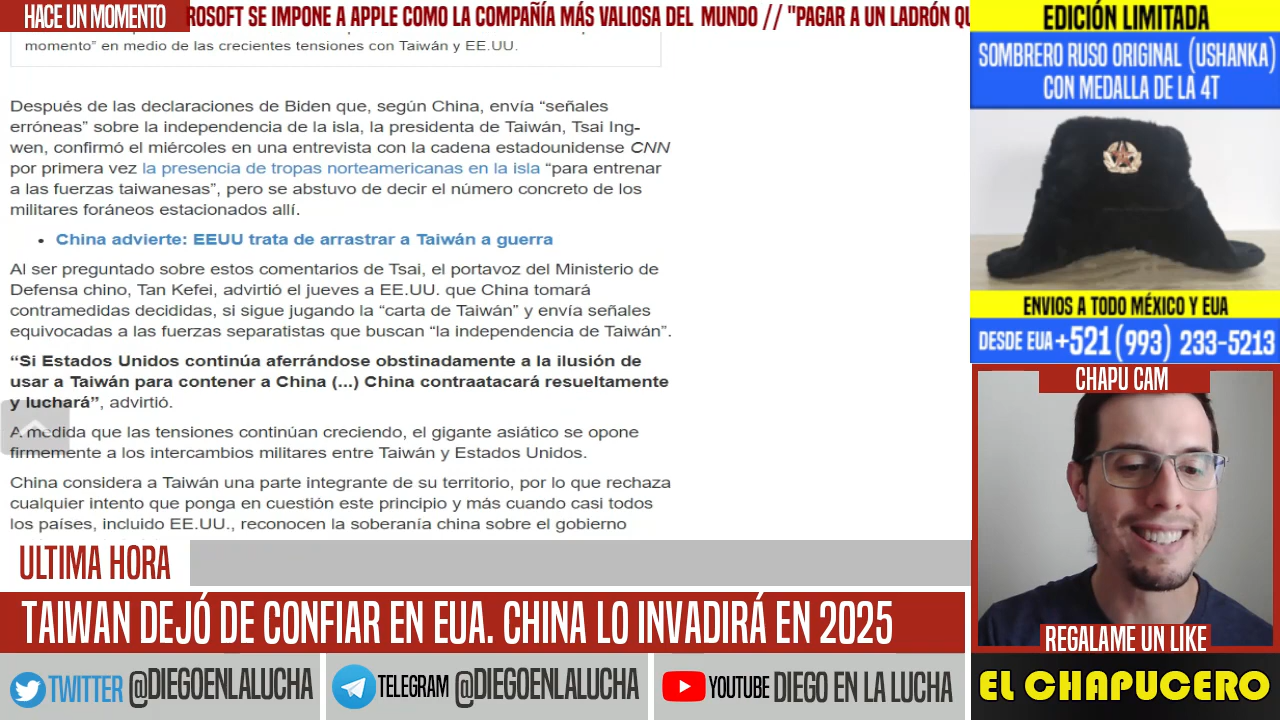 HACE UN MOMENTO
ROSOFT SE IMPONE A APPLE COMO LA COMPAÑÍA MÁS VALIOSA DEL MUNDO // "PAGAR A UN LADRÓN QU
momento” en medio de las crecientes tensiones con Taiwán y EE.UU.
Después de las declaraciones de Biden que, según China, envía “señales
erróneas” sobre la independencia de la isla, la presidenta de Taiwán, Tsai Ing-
wen, confirmó el miércoles en una entrevista con la cadena estadounidense CNN
por primera vez la presencia de tropas norteamericanas en la isla “para entrenar
a las fuerzas taiwanesas”, pero se abstuvo de decir el número concreto de los
militares foráneos estacionados allí.
• China advierte: EEUU trata de arrastrar a Taiwán a guerra
Al ser preguntado sobre estos comentarios de Tsai, el portavoz del Ministerio de
Defensa chino, Tan Kefei, advirtió el jueves a EE.UU. que China tomará
contramedidas decididas, si sigue jugando la “carta de Taiwán” y envía señales
equivocadas a las fuerzas separatistas que buscan “la independencia de Taiwán”.
“Si Estados Unidos continúa aferrándose obstinadamente a la ilusión de
usar a Taiwán para contener a China (...) China contraatacará resueltamente
y luchará”, advirtió.
A medida que las tensiones continúan creciendo, el gigante asiático se opone
firmemente a los intercambios militares entre Taiwán y Estados Unidos.
China considera a Taiwán una parte integrante de su territorio, por lo que rechaza
cualquier intento que ponga en cuestión este principio y más cuando casi todos
los países, incluido EE.UU., reconocen la soberanía china sobre el gobierno
EDICIÓN LIMITADA
SOMBRERO RUSO ORIGINAL (USHANKA)
CON MEDALLA DE LA 4T
ENVIOS A TODO MÉXICO Y EUA
DESDE EUA +521 (993) 233-5213
CHAPU CAM
REGALAME UN LIKE
EL CHAPUCERO
ULTIMA HORA
TAIWAN DEJÓ DE CONFIAR EN EUA. CHINA LO INVADIRÁ EN 2025
TWITTER @DIEGOENLALUCHA
TELEGRAM @DIEGOENLALUCHA
YOUTUBE DIEGO EN LA LUCHA